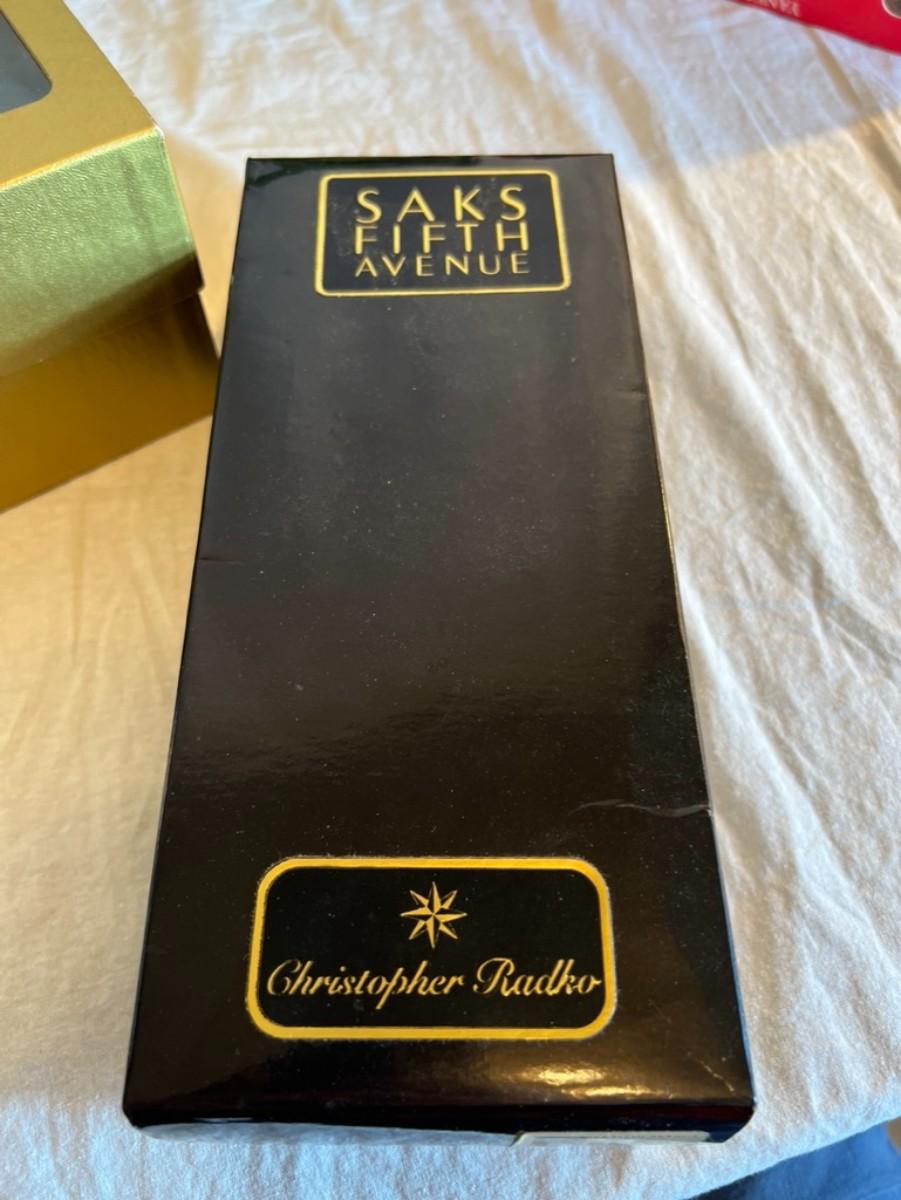 SAKS
FIFTH
AVENUE
Christopher Radko